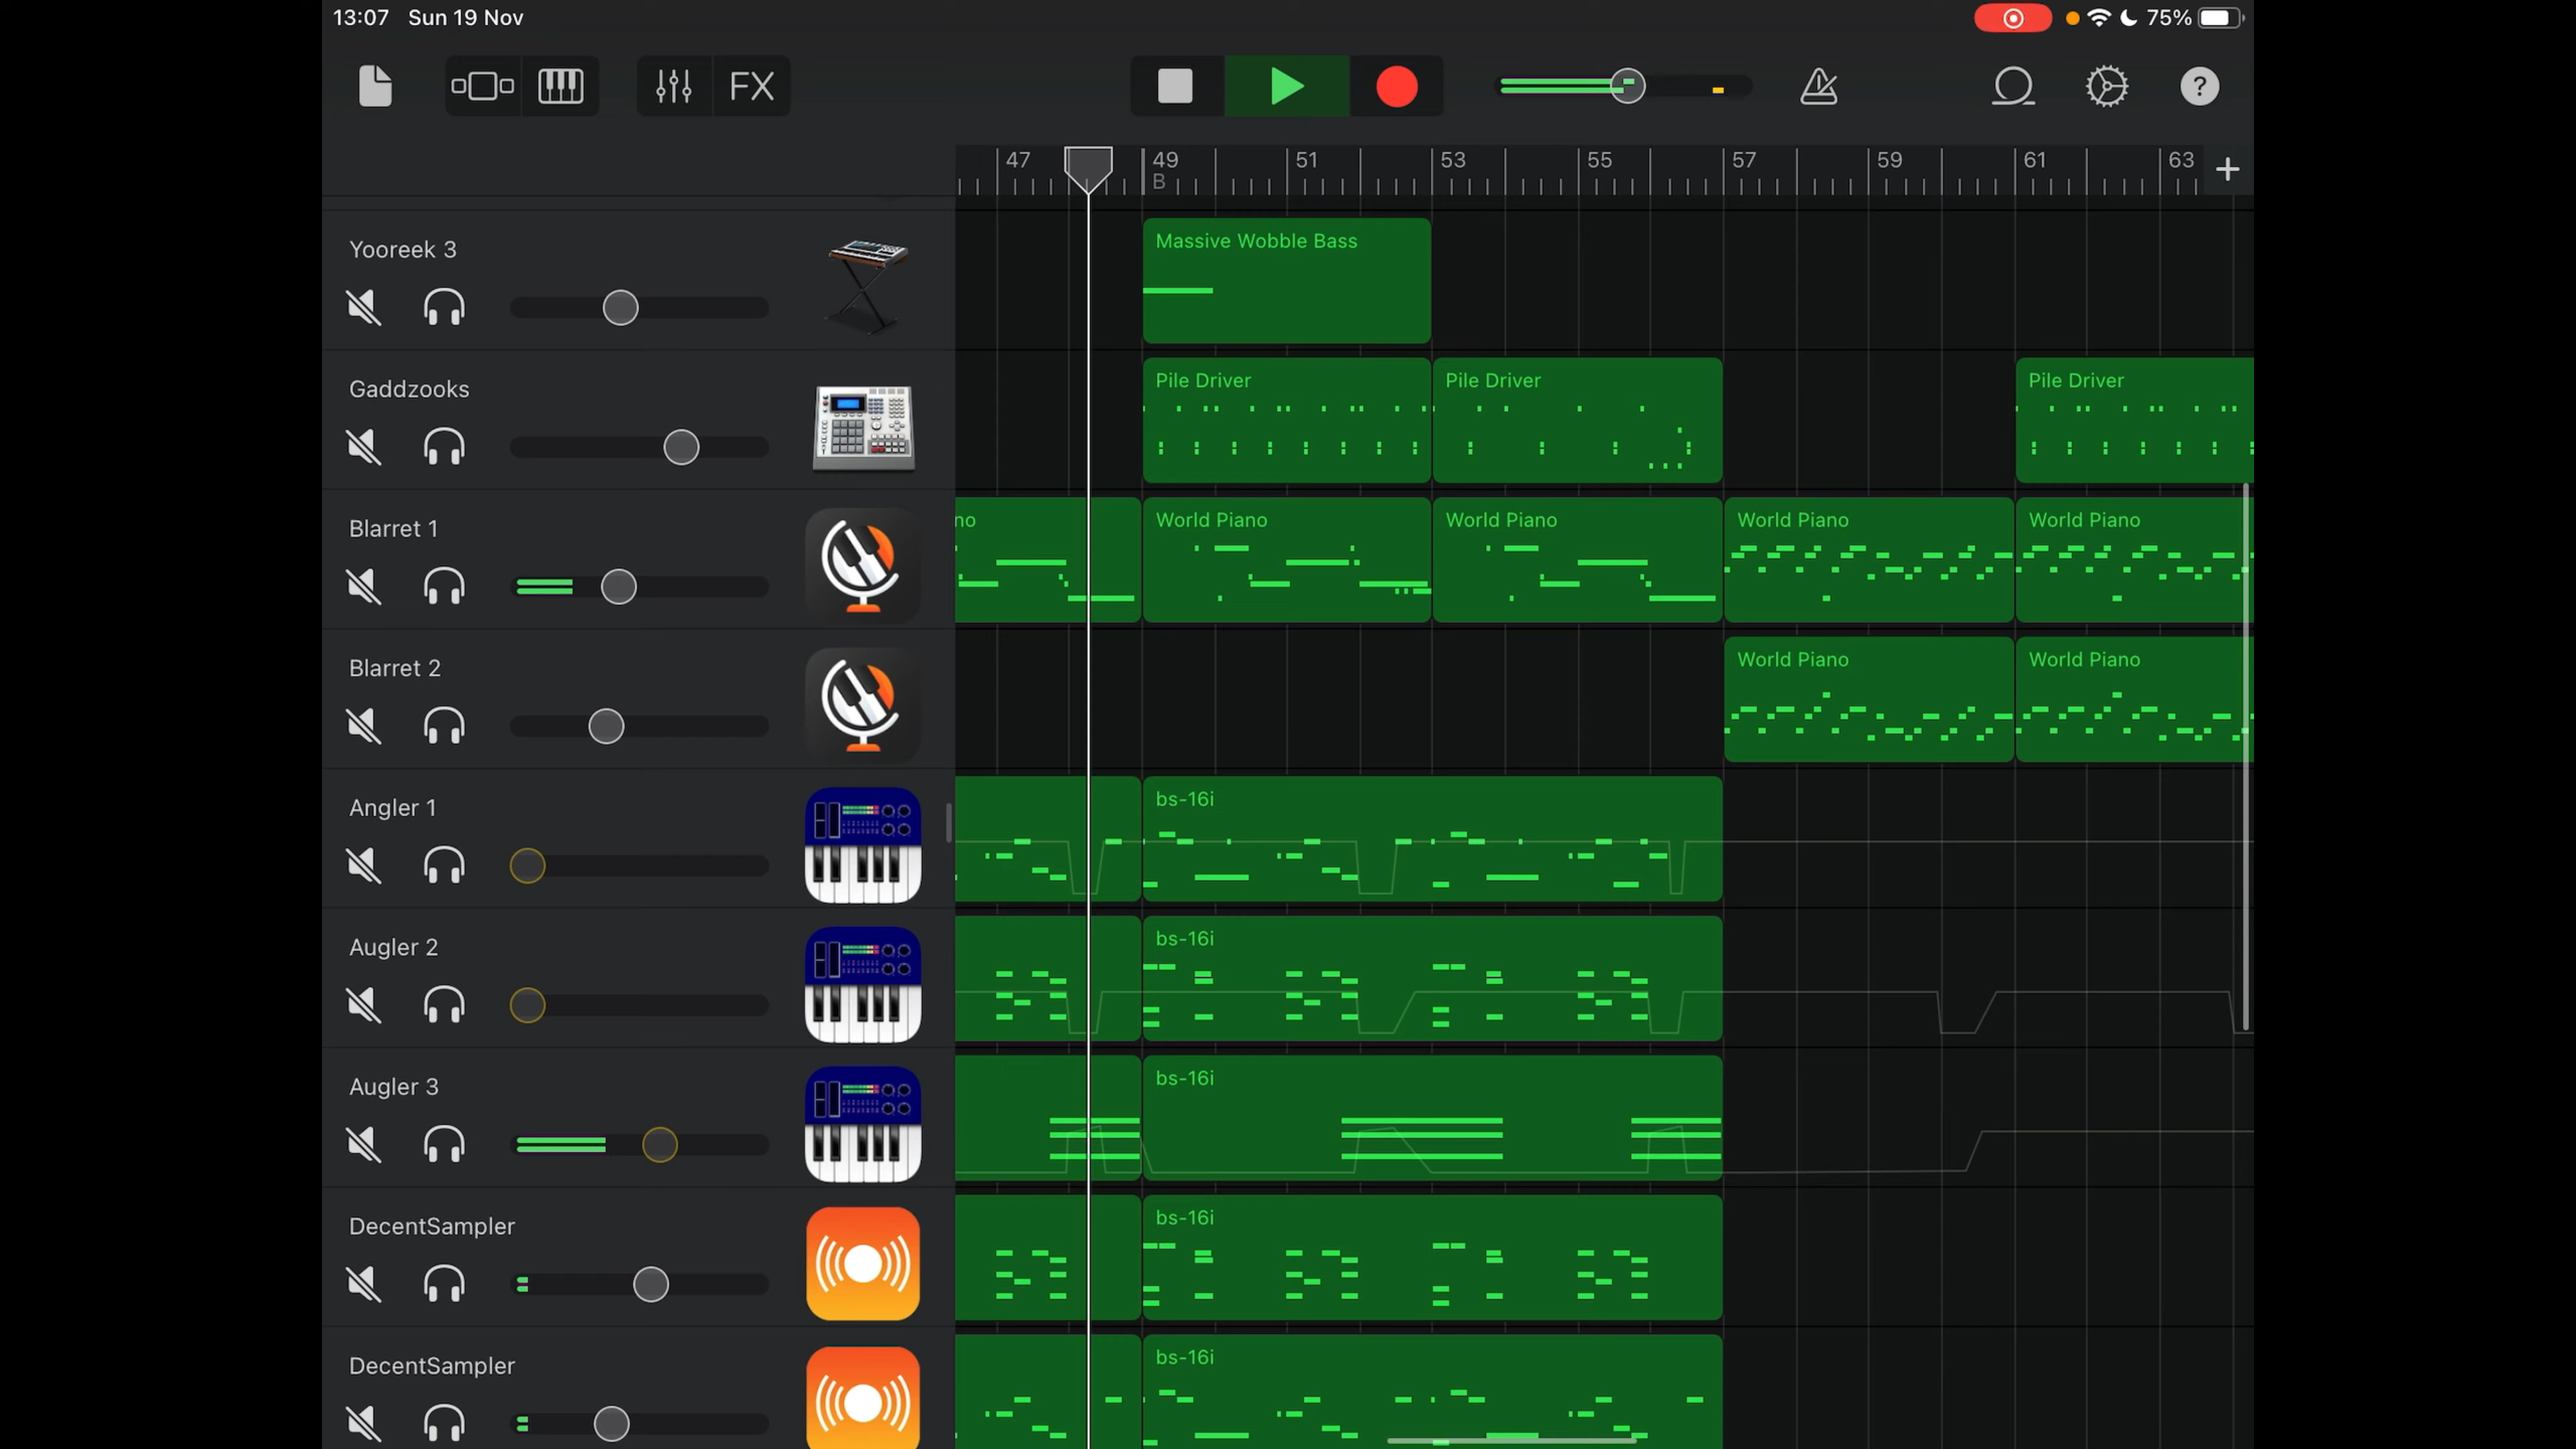 13:07 Sun 19 Nov
75%
FX
?
47 49 51 53 55 57 59 61 63 +
B
Yooreek 3
Massive Wobble Bass
Gaddzooks
Pile Driver Pile Driver Pile Driver
Blarret 1
no World Piano World Piano World Piano World Piano
Blarret 2
World Piano World Piano
Angler 1
bs-16i
Augler 2
bs-16i
Augler 3
bs-16i
DecentSampler
bs-16i
DecentSampler
bs-16i